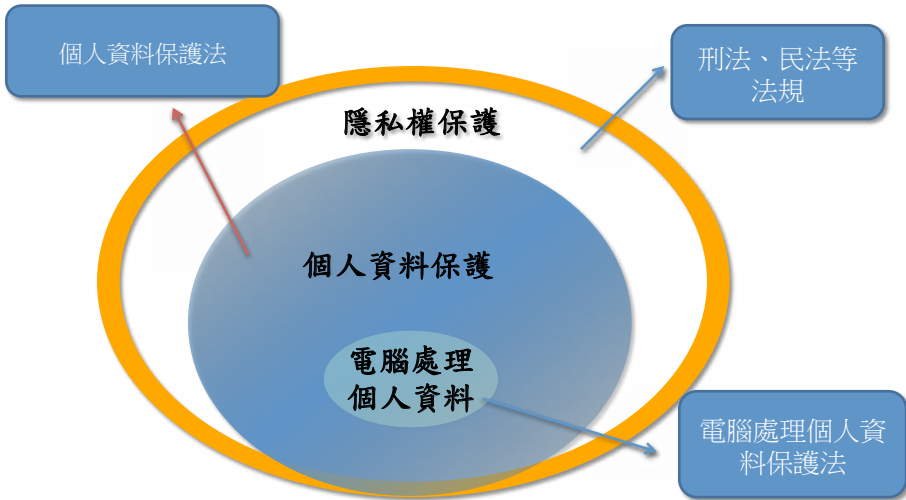 個人資料保護法
刑法、民法等
法規
隱私權保護
個人資料保護
電腦處理
個人資料
電腦處理個人資
料保護法